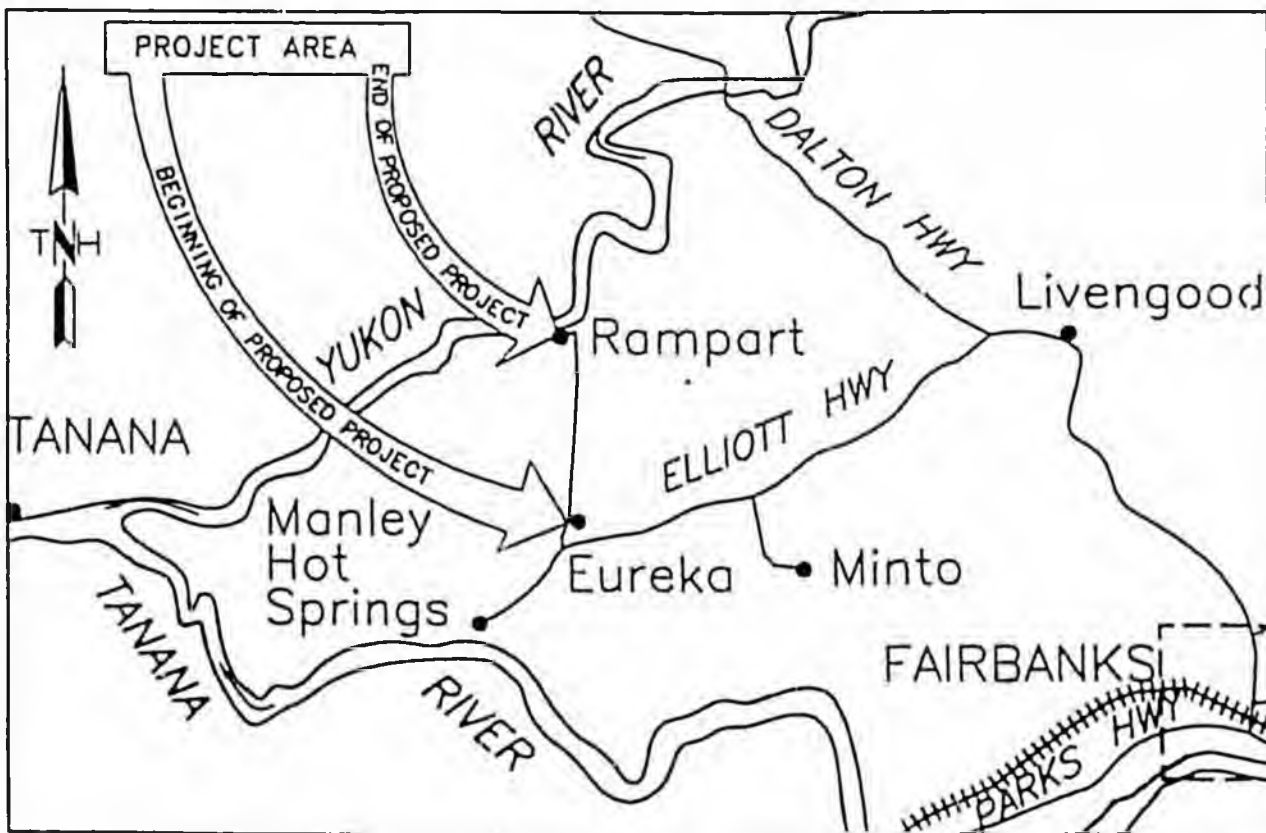 PROJECT AREA
END OF PROPOSED PROJECT
BEGINNING OF PROPOSED PROJECT
TNH
RIVER
DALTON HWY
Livengood
YUKON
Rampart
ELLIOTT HWY
TANANA
Manley
Hot
Springs
Eureka
Minto
TANANA
RIVER
FAIRBANKS
PARKS HWY